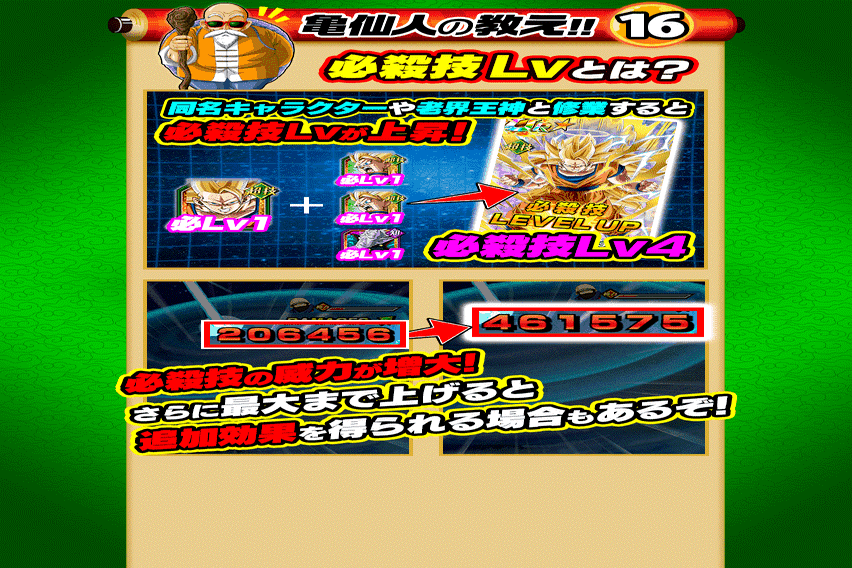 亀仙人の教え!! 16
必殺技Lvとは？
同名キャラクターや老界王神と修業すると
必殺技Lvが上昇!
必Lv1
+
必Lv1
必Lv1
必Lv1
必殺技
LEVEL UP
必殺技Lv4
206456
461575
必殺技の威力が増大!
さらに最大まで上げると
追加効果を得られる場合もあるぞ!